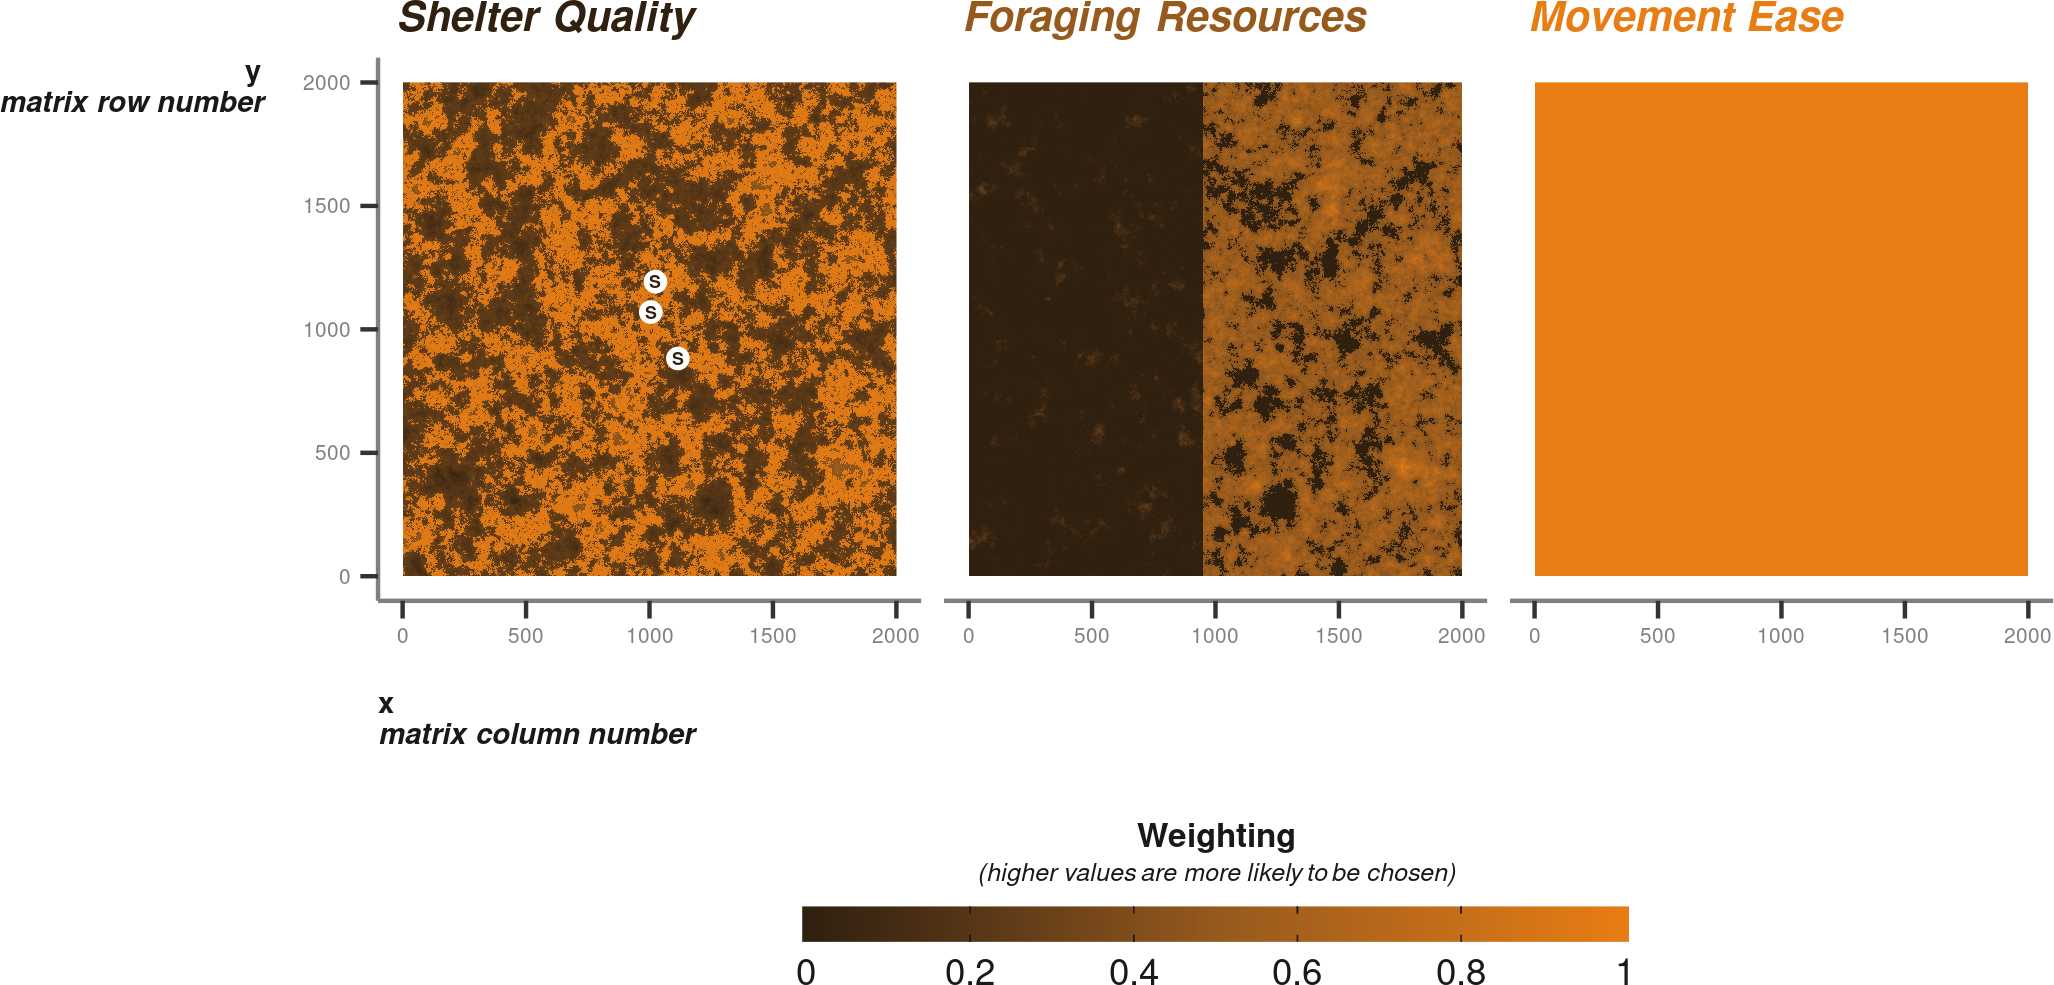 Shelter Quality
Foraging Resources
Movement Ease
y
matrix row number
2000
1500
1000
500
0
S
S
S
0 500 1000 1500 2000
0 500 1000 1500 2000
0 500 1000 1500 2000
x
matrix column number
Weighting
(higher values are more likely to be chosen)
0 0.2 0.4 0.6 0.8 1